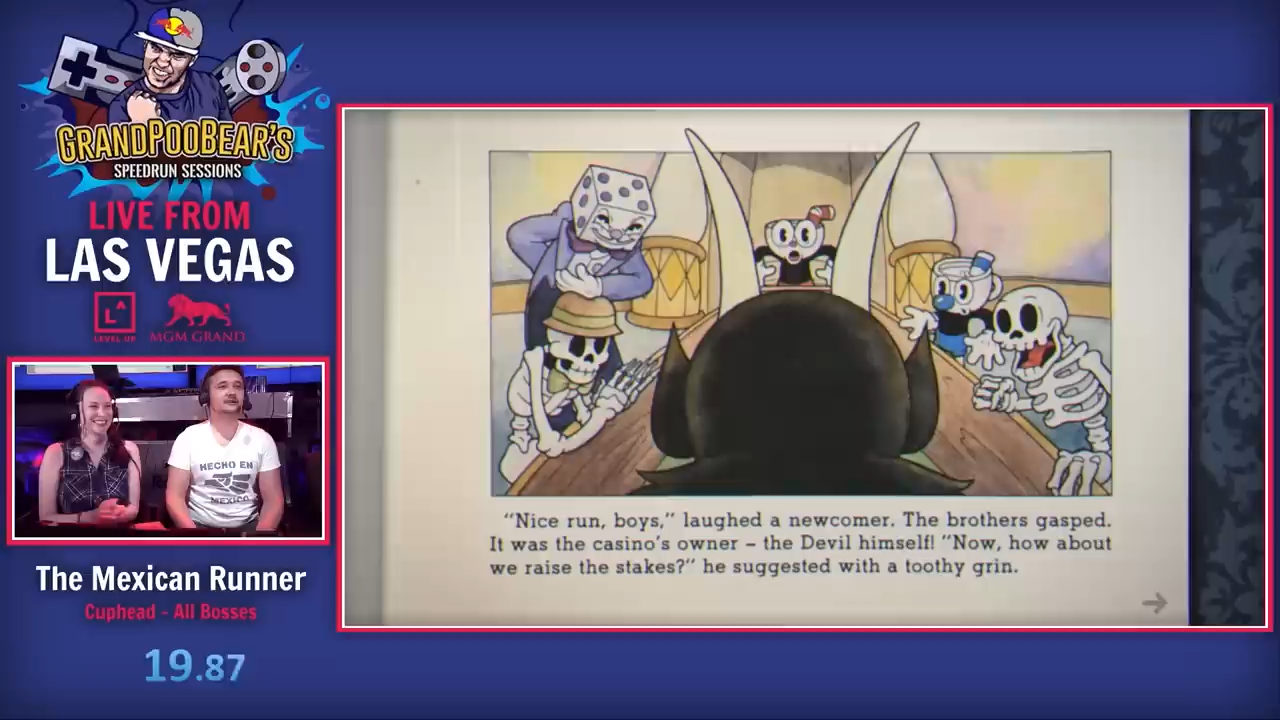 GRANDPOOBEAR'S
SPEEDRUN SESSIONS
LIVE FROM
LAS VEGAS
LEVEL UP
MGM GRAND
HECHO EN
MEXICO
The Mexican Runner
Cuphead - All Bosses
19.87
"Nice run, boys," laughed a newcomer. The brothers gasped.
It was the casino's owner – the Devil himself! "Now, how about
we raise the stakes?" he suggested with a toothy grin.